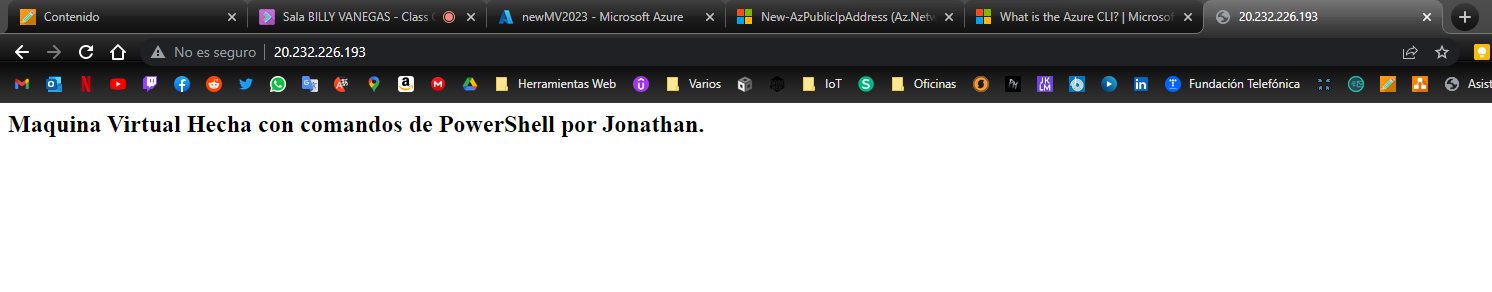 Contenido
Sala BILLY VANEGAS - Class
newMV2023 - Microsoft Azure
New-AzPublicIpAddress (Az.Netw
What is the Azure CLI? | Microsof
20.232.226.193
No es seguro 20.232.226.193
Herramientas Web Varios IoT Oficinas Fundación Telefónica Asist
Maquina Virtual Hecha con comandos de PowerShell por Jonathan.